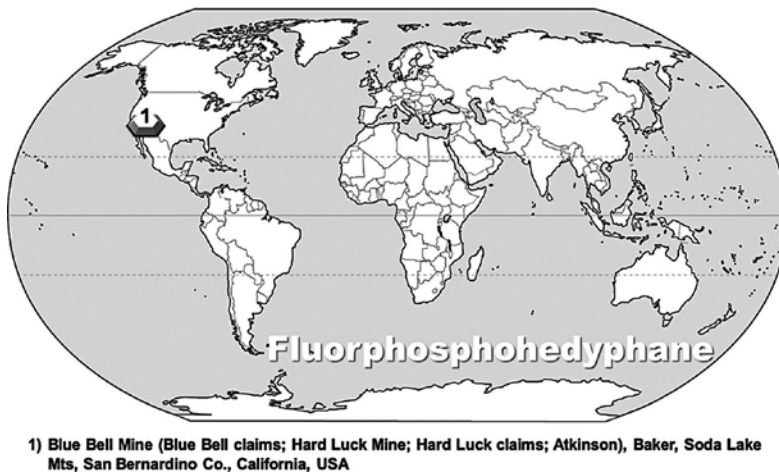 1
Fluorphosphohedyphane
1) Blue Bell Mine (Blue Bell claims; Hard Luck Mine; Hard Luck claims; Atkinson), Baker, Soda Lake
Mts, San Bernardino Co., California, USA